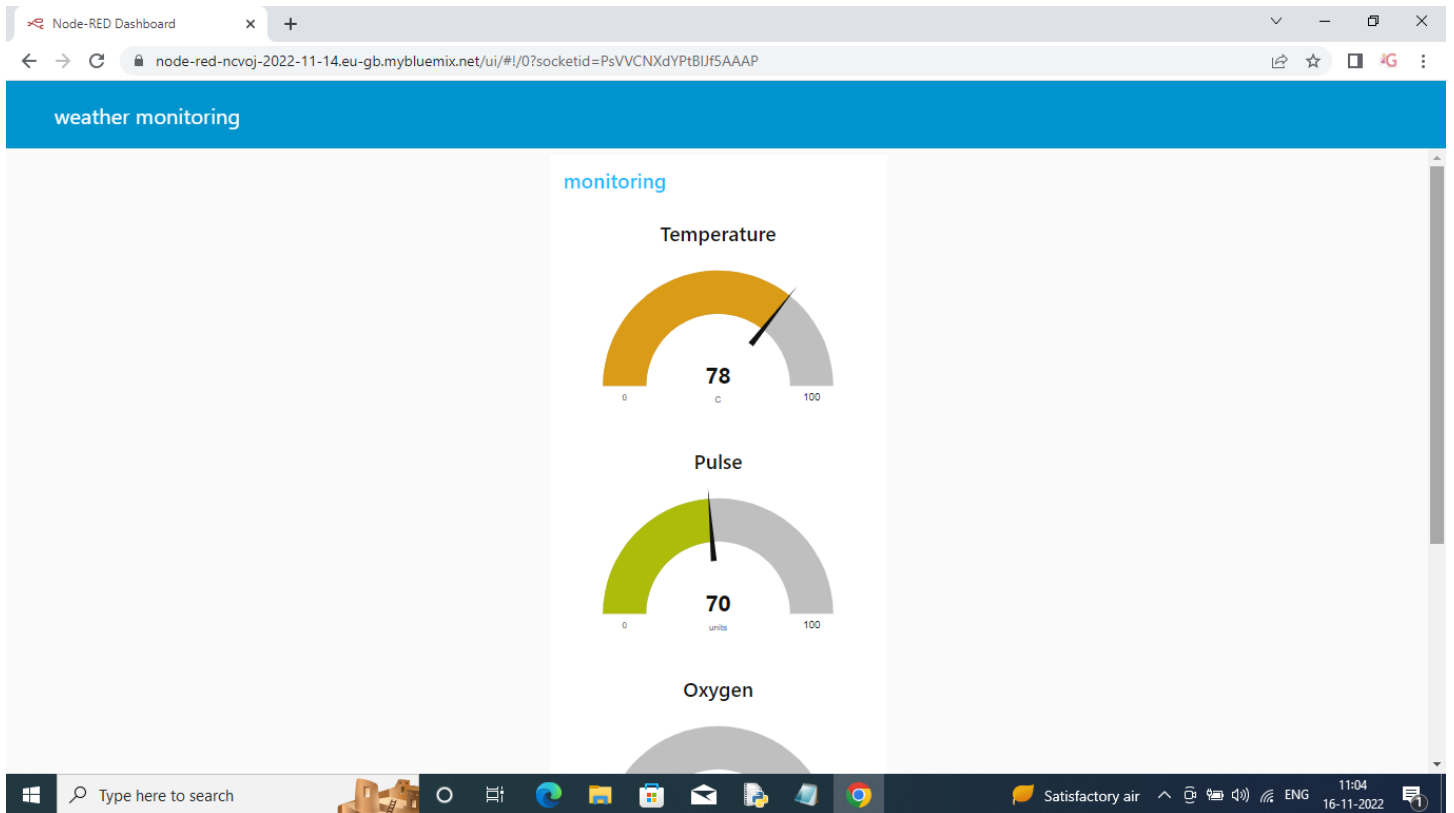 Node-RED Dashboard
node-red-ncvoj-2022-11-14.eu-gb.mybluemix.net/ui/#!/0?socketid=PsVVCNXdYPtBIJf5AAAP
weather monitoring
monitoring
Temperature
78
0 C 100
Pulse
70
0 units 100
Oxygen
Type here to search
Satisfactory air
ENG
11:04
16-11-2022
1